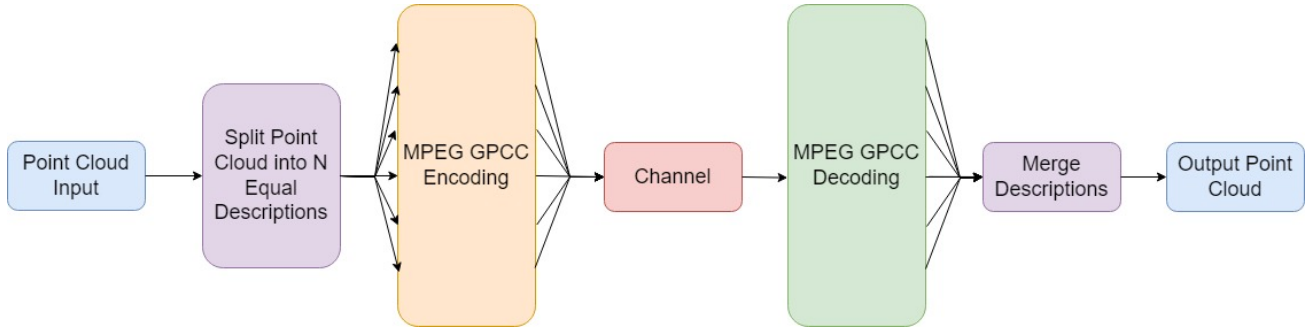 Point Cloud
Input
Split Point
Cloud into N
Equal
Descriptions
MPEG GPCC
Encoding
Channel
MPEG GPCC
Decoding
Merge
Descriptions
Output Point
Cloud